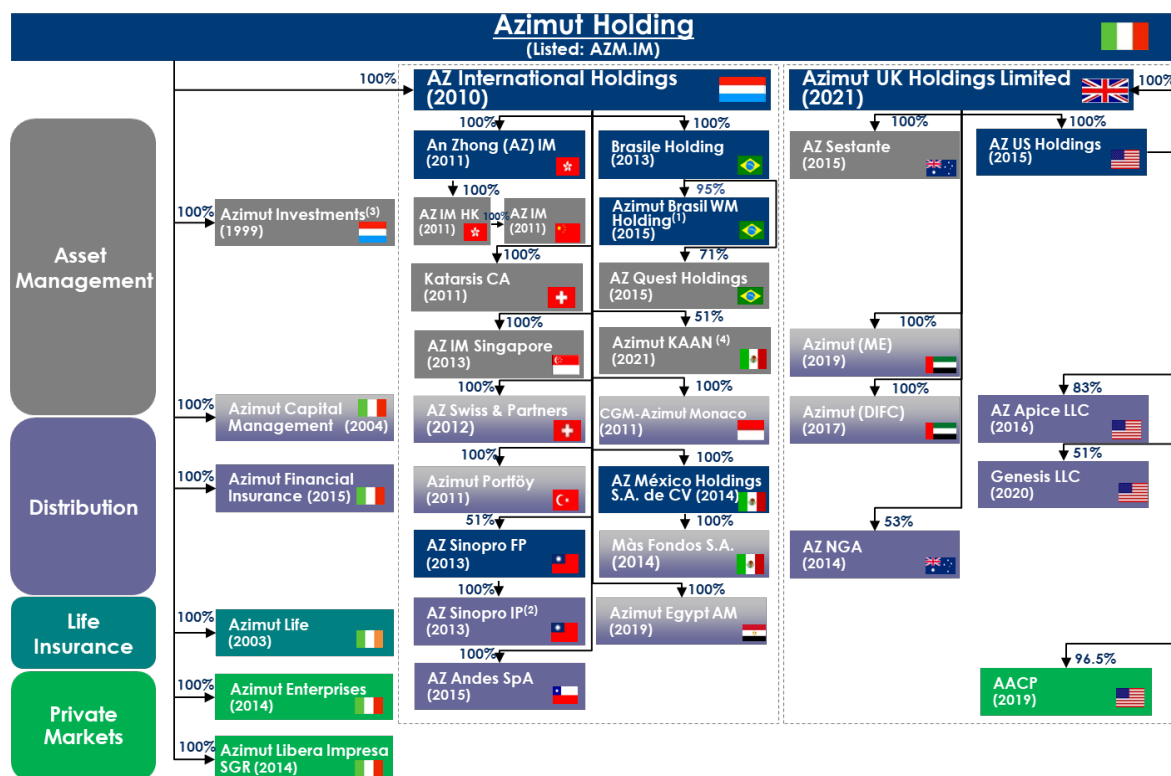 Azimut Holding
(Listed: AZM.IM)
100%
AZ International Holdings
(2010)
Azimut UK Holdings Limited
(2021)
100%
Asset
Management
Distribution
Life
Insurance
Private
Markets
100%
Azimut Investments(3)
(1999)
100%
Azimut Capital
Management (2004)
100%
Azimut Financial
Insurance (2015)
100%
Azimut Life
(2003)
100%
Azimut Enterprises
(2014)
100%
Azimut Libera Impresa
SGR (2014)
100%
An Zhong (AZ) IM
(2011)
100%
AZ IM HK
(2011)
100%
AZ IM
(2011)
100%
Katarsis CA
(2011)
100%
AZ IM Singapore
(2013)
100%
AZ Swiss & Partners
(2012)
100%
Azimut Portföy
(2011)
51%
AZ Sinopro FP
(2013)
100%
AZ Sinopro IP(2)
(2013)
100%
AZ Andes SpA
(2015)
100%
Brasile Holding
(2013)
95%
Azimut Brasil WM
Holding(1)
(2015)
71%
AZ Quest Holdings
(2015)
51%
Azimut KAAN (4)
(2021)
100%
CGM-Azimut Monaco
(2011)
100%
AZ México Holdings
S.A. de CV (2014)
100%
Màs Fondos S.A.
(2014)
100%
Azimut Egypt AM
(2019)
100%
AZ Sestante
(2015)
100%
AZ US Holdings
(2015)
100%
Azimut (ME)
(2019)
100%
Azimut (DIFC)
(2017)
53%
AZ NGA
(2014)
83%
AZ Apice LLC
(2016)
51%
Genesis LLC
(2020)
96.5%
AACP
(2019)